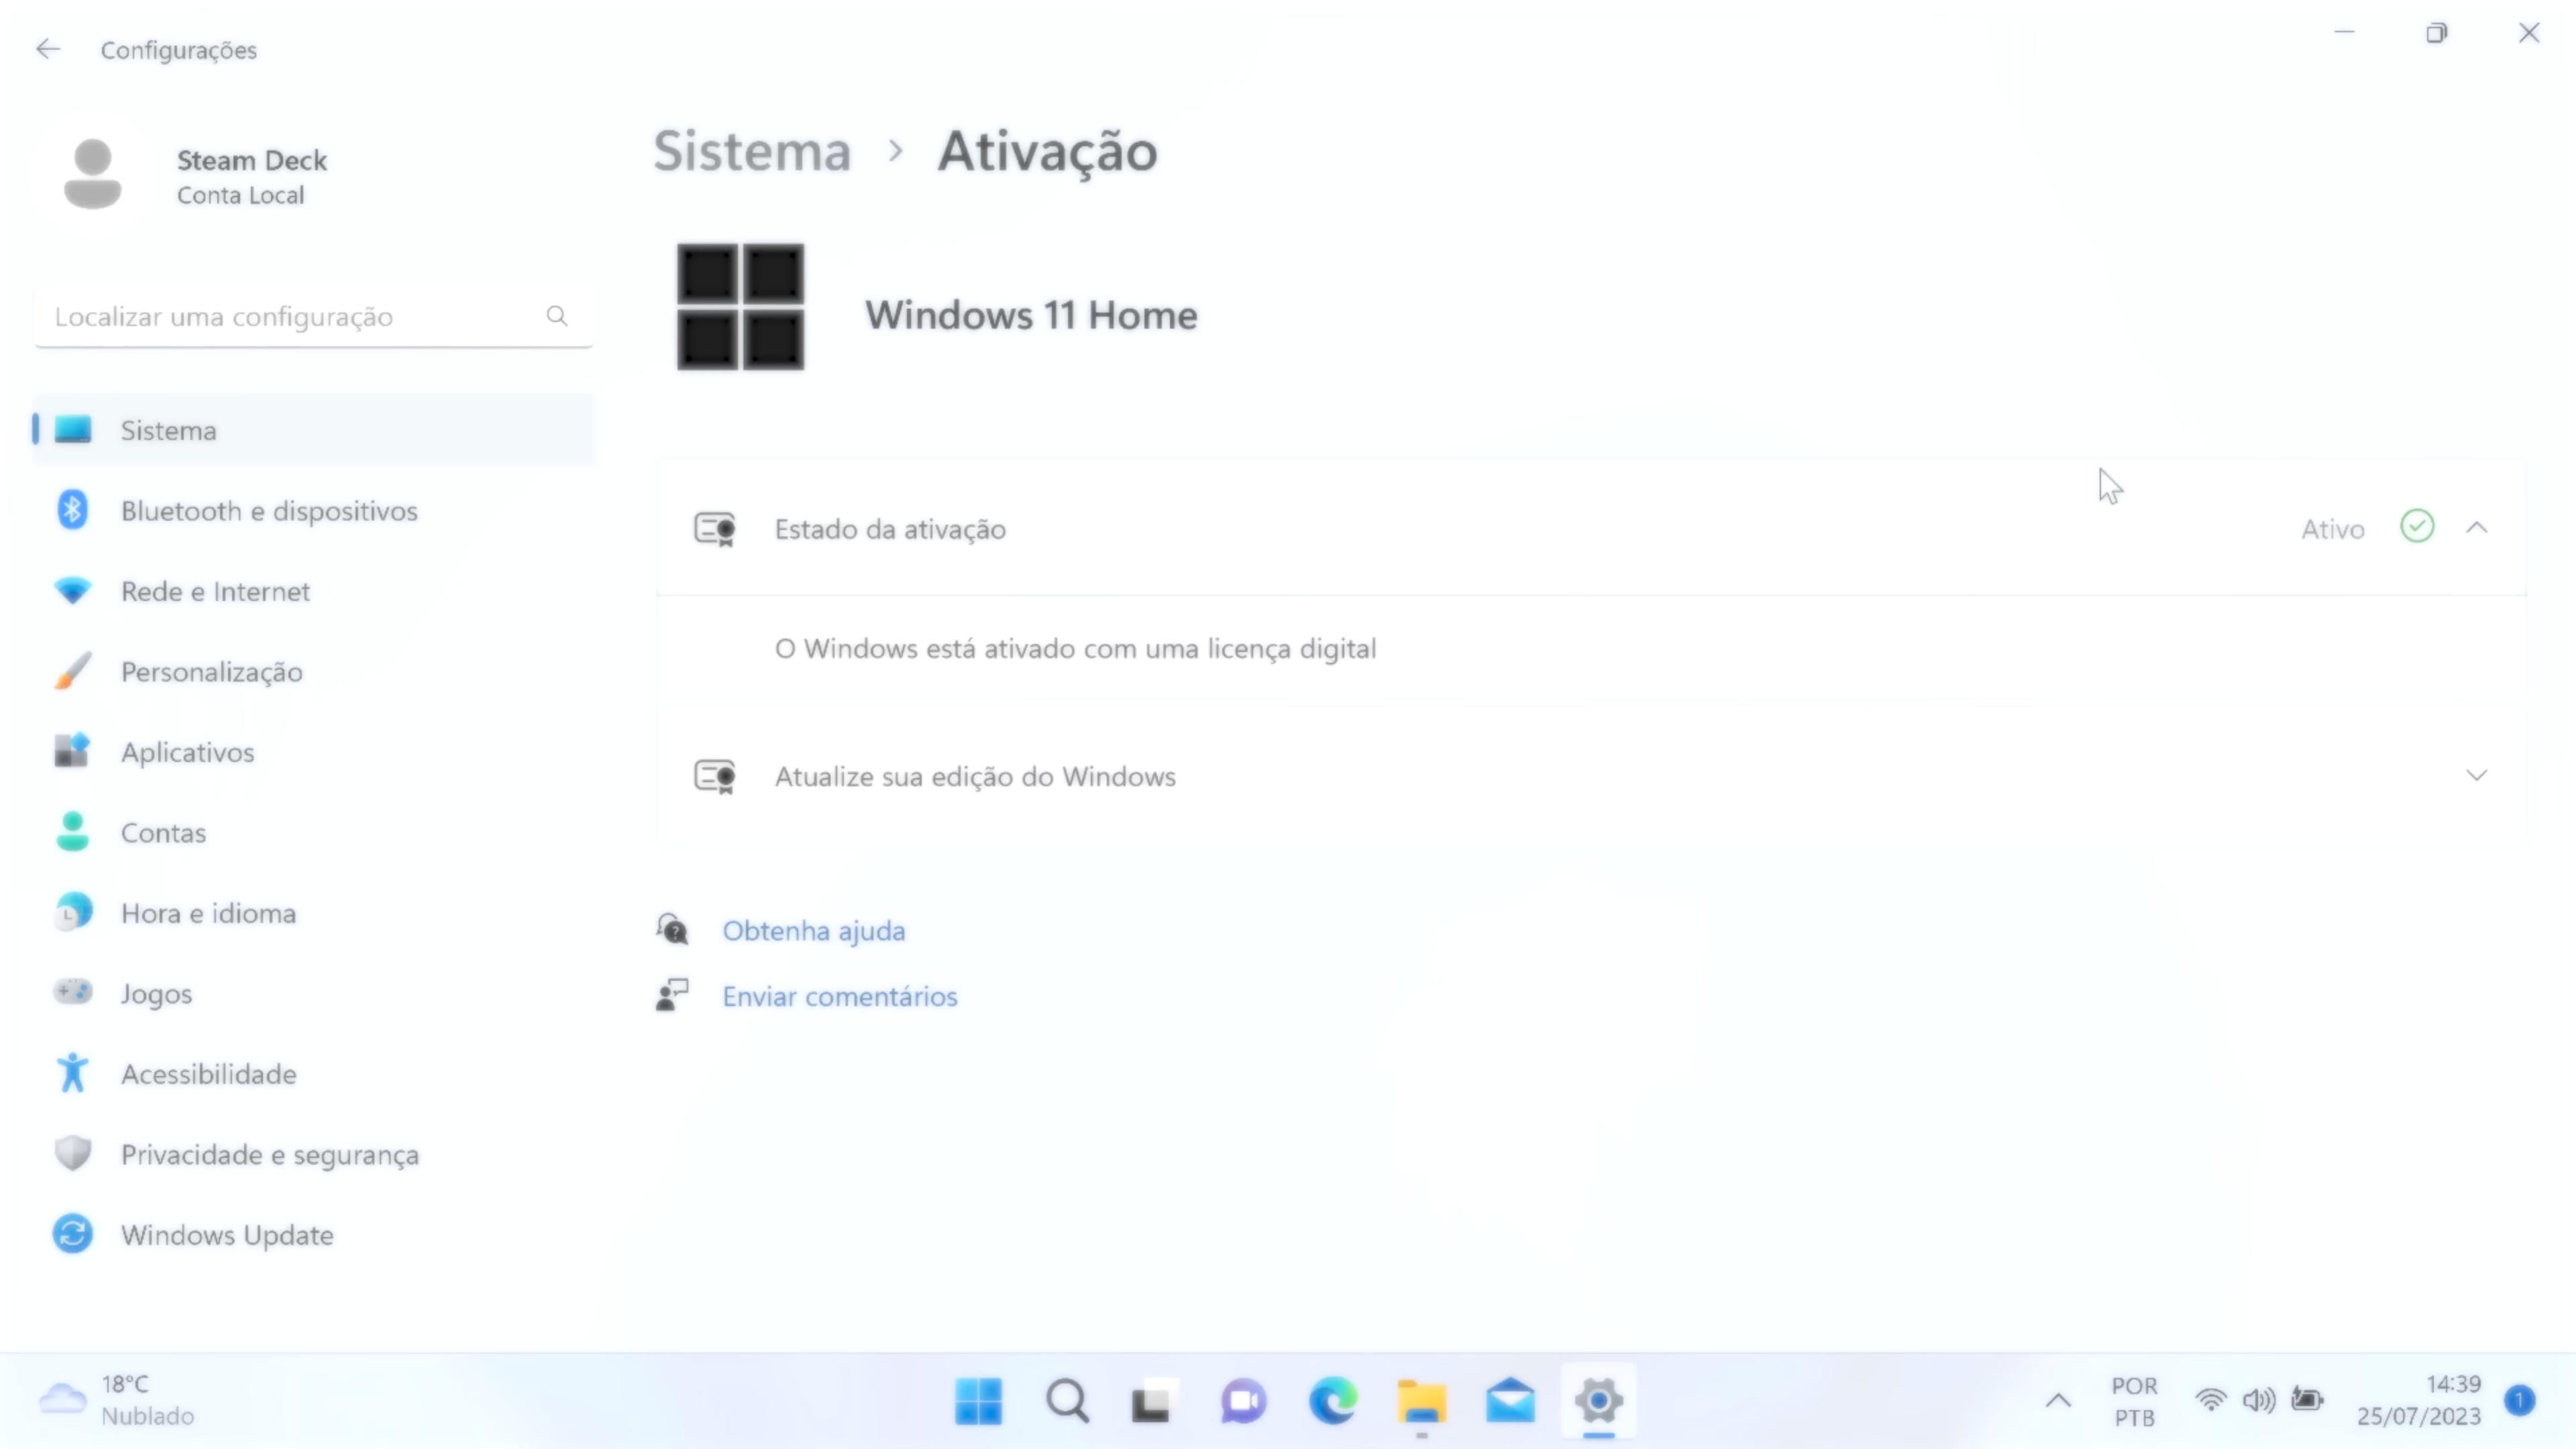 Configurações
Steam Deck
Conta Local
Localizar uma configuração
Sistema
Bluetooth e dispositivos
Rede e Internet
Personalização
Aplicativos
Contas
Hora e idioma
Jogos
Acessibilidade
Privacidade e segurança
Windows Update
Sistema > Ativação
Windows 11 Home
Estado da ativação
Ativo
O Windows está ativado com uma licença digital
Atualize sua edição do Windows
Obtenha ajuda
Enviar comentários
18°C
Nublado
POR
PTB
14:39
25/07/2023
1